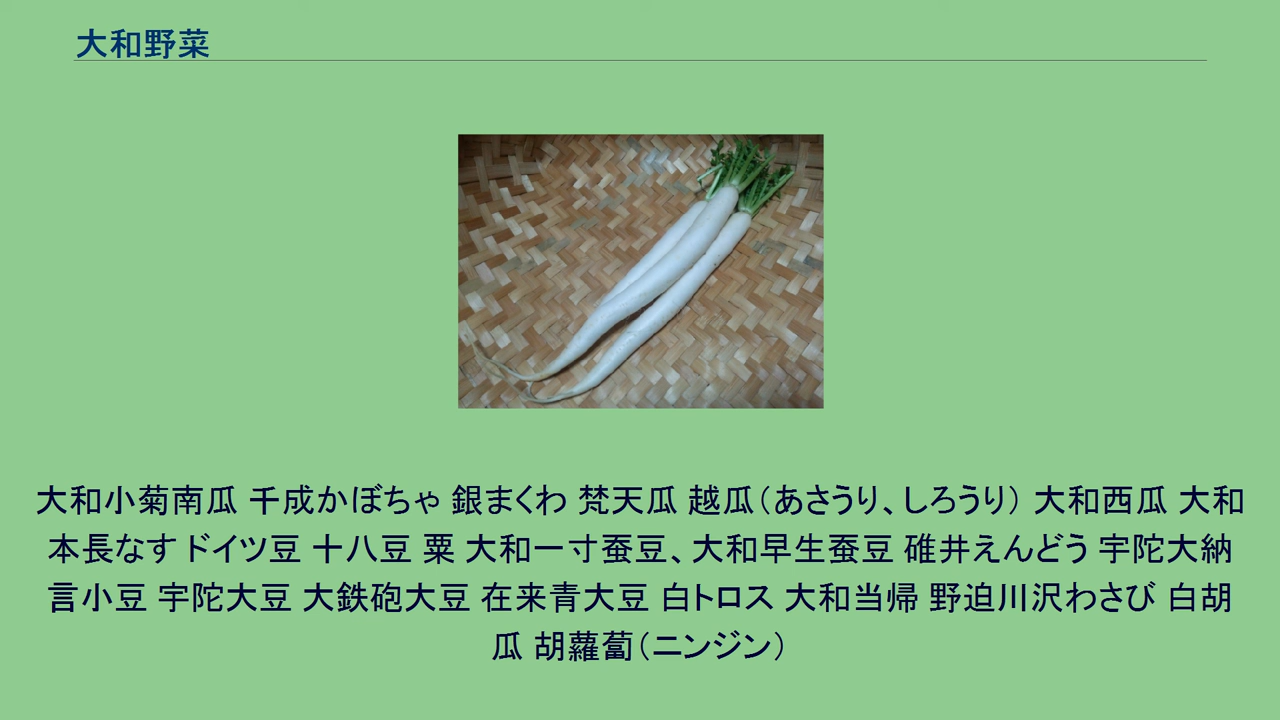 大和野菜
大和小菊南瓜 千成かぼちゃ 銀まくわ 梵天瓜 越瓜（あさうり、しろうり） 大和西瓜 大和
本長なす ドイツ豆 十八豆 粟 大和一寸蚕豆、大和早生蚕豆 碓井えんどう 宇陀大納
言小豆 宇陀大豆 大鉄砲大豆 在来青大豆 白トロス 大和当帰 野迫川沢わさび 白胡
瓜 胡蘿蔔（ニンジン）